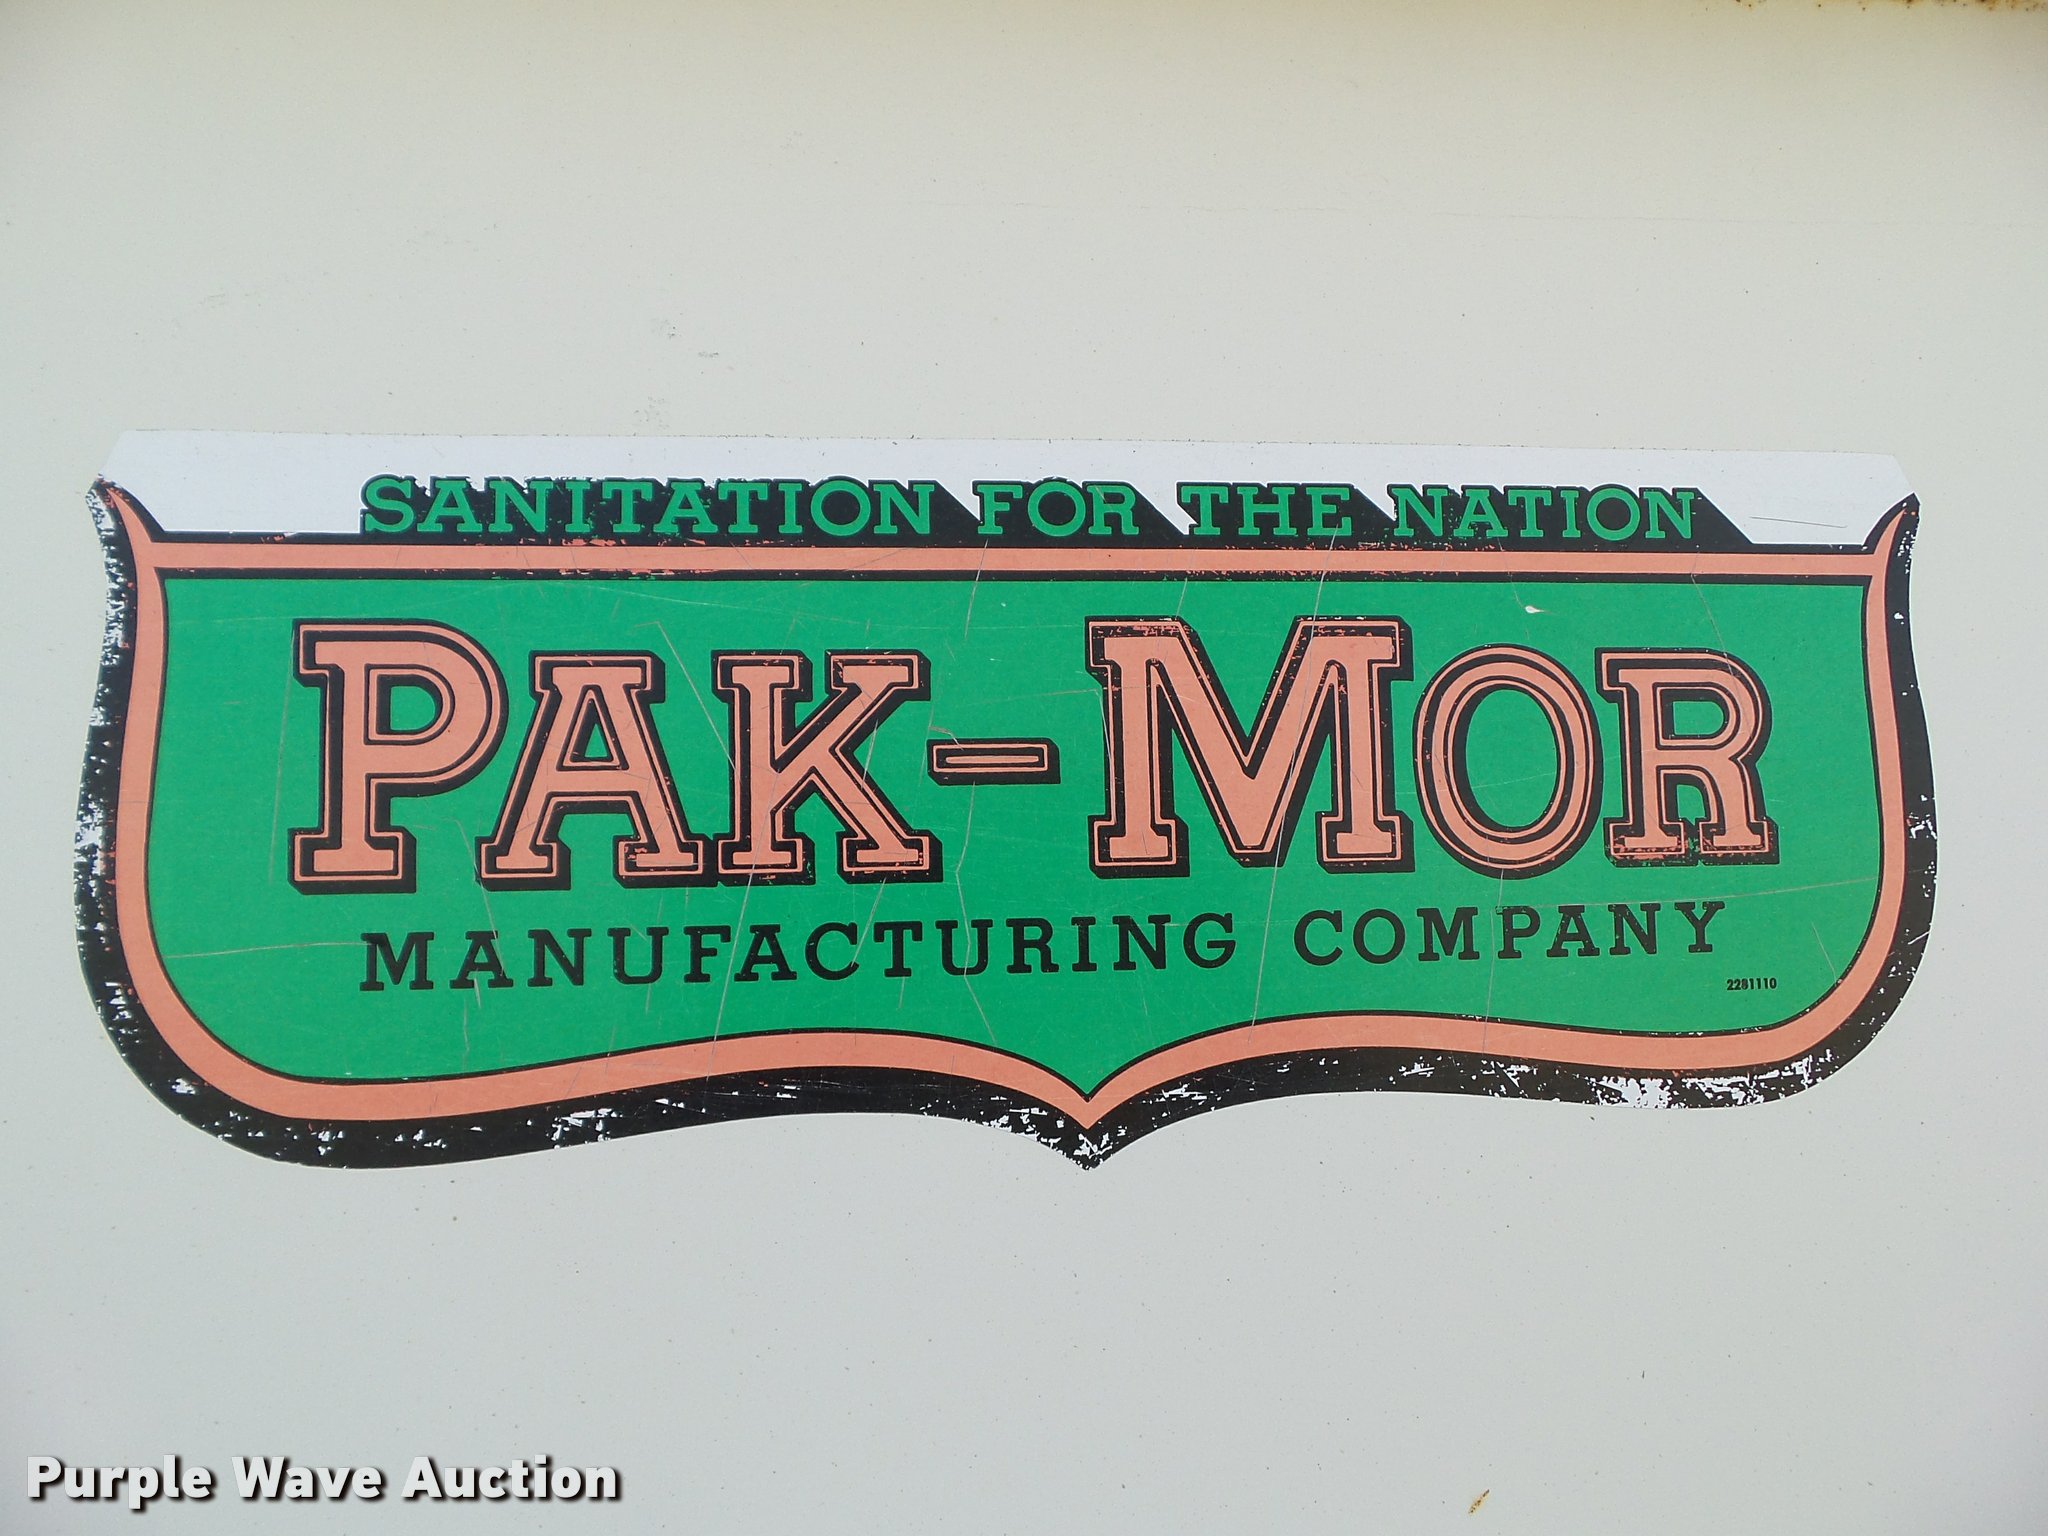 SANITATION FOR THE NATION
PAK-MOR
MANUFACTURING COMPANY
2281110
Purple Wave Auction